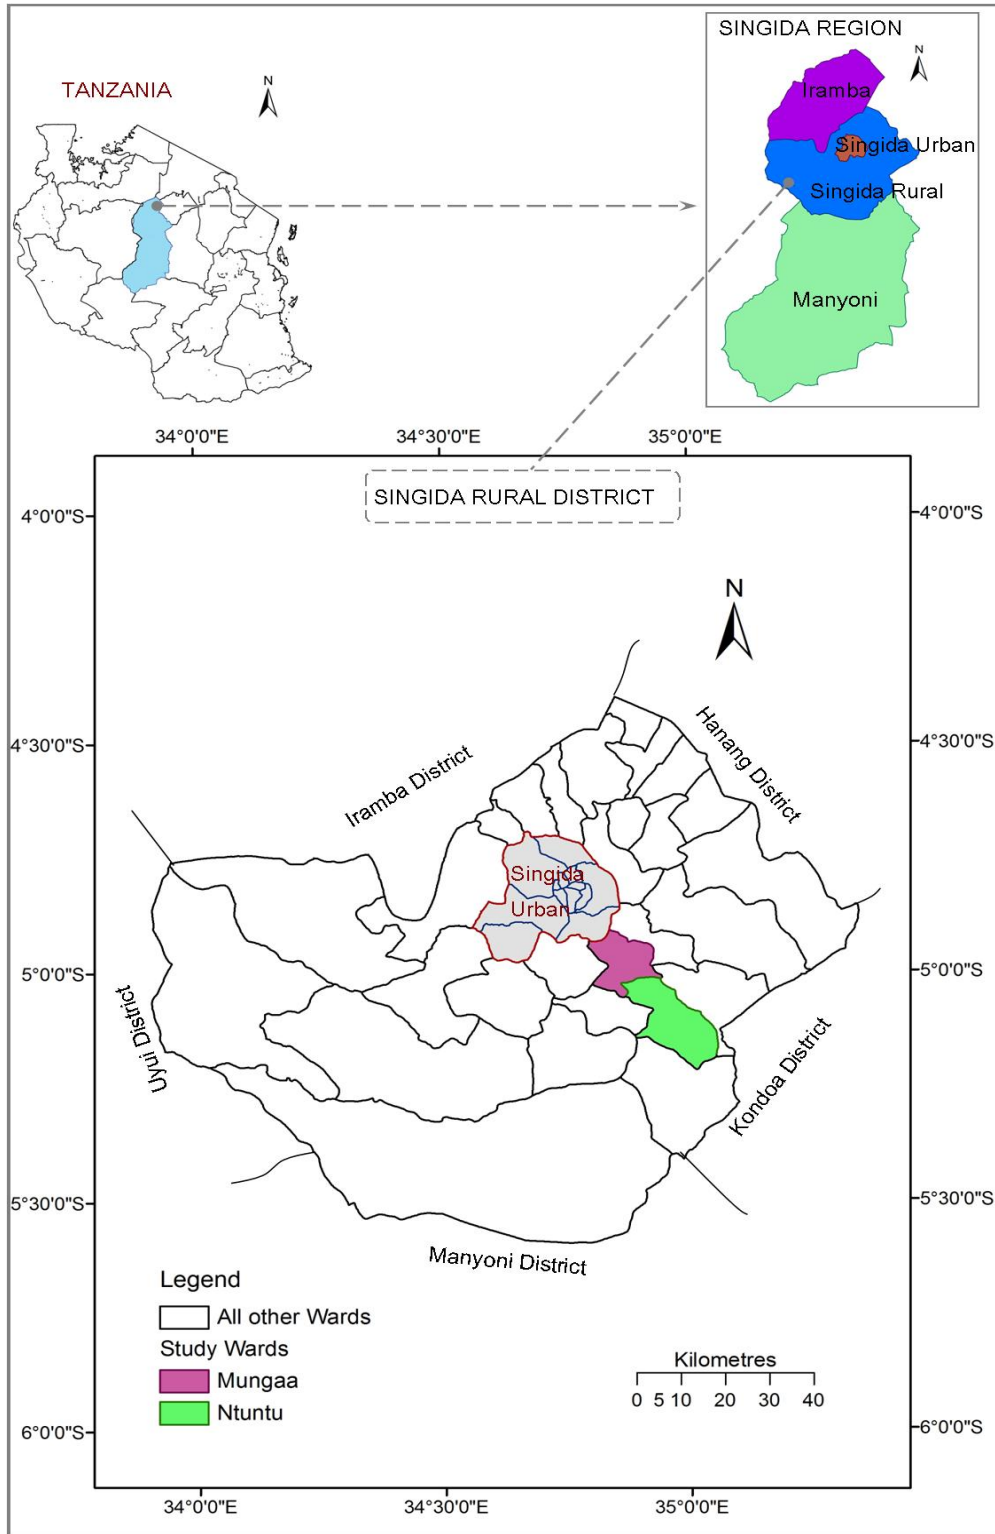 SINGIDA REGION
N
TANZANIA
N
Iramba
Singida Urban
Singida Rural
Manyoni
34°0'0"E
34°30'0"E
35°0'0"E
SINGIDA RURAL DISTRICT
4°0'0"S
4°0'0"S
N
Hanang District
4°30'0"S
4°30'0"S
Iramba District
Singida
Urban
5°0'0"S
5°0'0"S
Uyui District
Kondoa District
5°30'0"S
5°30'0"S
Manyoni District
Legend
All other Wards
Study Wards
Mungaa
Ntuntu
Kilometres
0 5 10 20 30 40
6°0'0"S
6°0'0"S
34°0'0"E
34°30'0"E
35°0'0"E